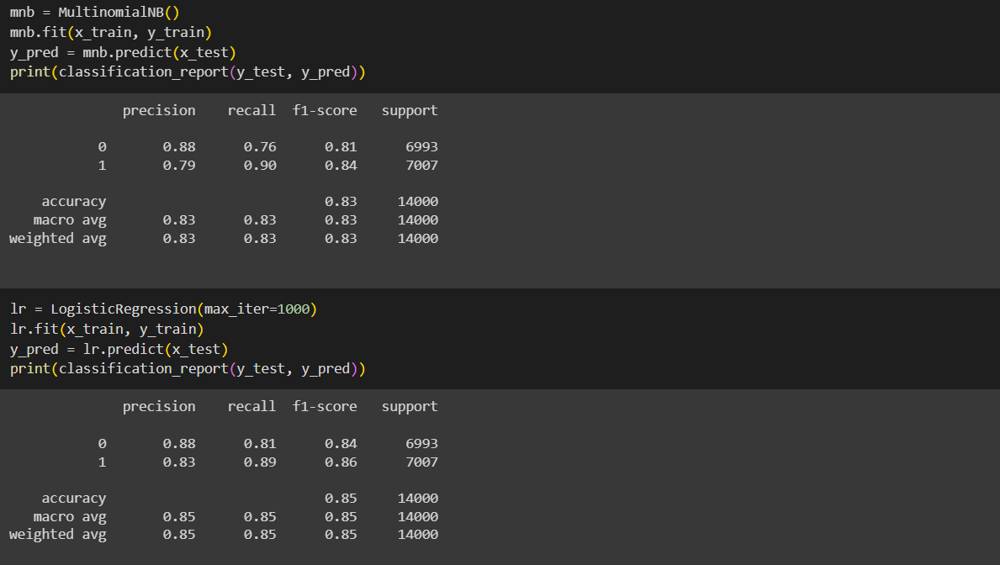 mnb = MultinomialNB()
mnb.fit(x_train, y_train)
y_pred = mnb.predict(x_test)
print(classification_report(y_test, y_pred))
precision recall f1-score support
0 0.88 0.76 0.81 6993
1 0.79 0.90 0.84 7007
accuracy 0.83 14000
macro avg 0.83 0.83 0.83 14000
weighted avg 0.83 0.83 0.83 14000
lr = LogisticRegression(max_iter=1000)
lr.fit(x_train, y_train)
y_pred = lr.predict(x_test)
print(classification_report(y_test, y_pred))
precision recall f1-score support
0 0.88 0.81 0.84 6993
1 0.83 0.89 0.86 7007
accuracy 0.85 14000
macro avg 0.85 0.85 0.85 14000
weighted avg 0.85 0.85 0.85 14000